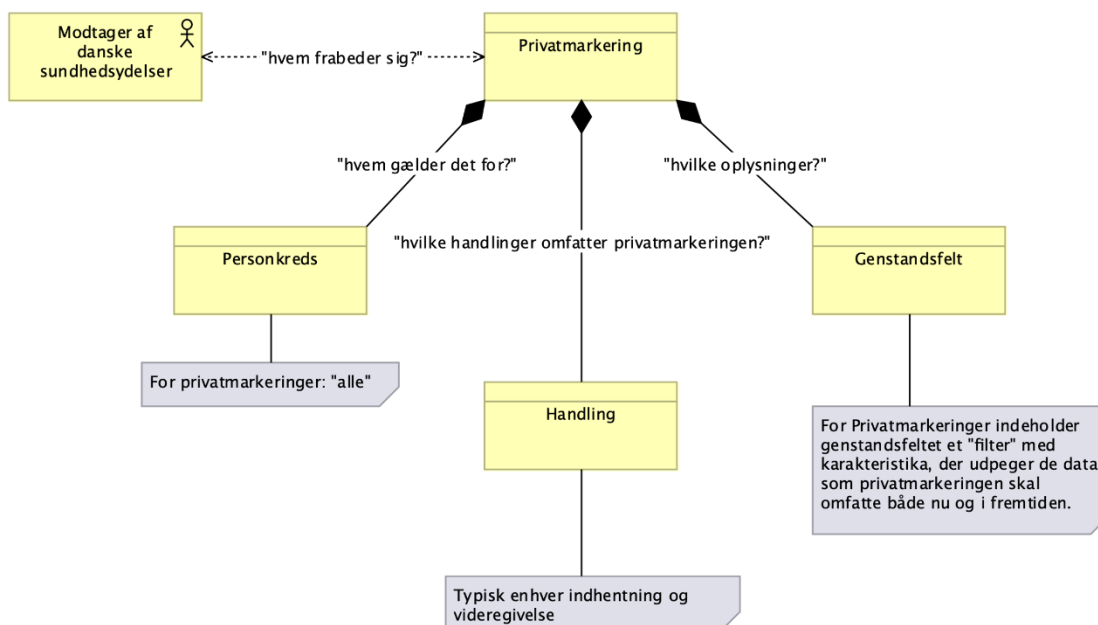 Modtager af
danske
sundhedsydelser
"hvem frabeder sig?"
Privatmarkering
"hvem gælder det for?"
"hvilke oplysninger?"
"hvilke handlinger omfatter privatmarkeringen?"
Personkreds
Genstandsfelt
For privatmarkeringer: "alle"
Handling
For Privatmarkeringer indeholder
genstandsfeltet et "filter" med
karakteristika, der udpeger de data
som privatmarkeringen skal
omfatte både nu og i fremtiden.
Typisk enhver indhentning og
videregivelse